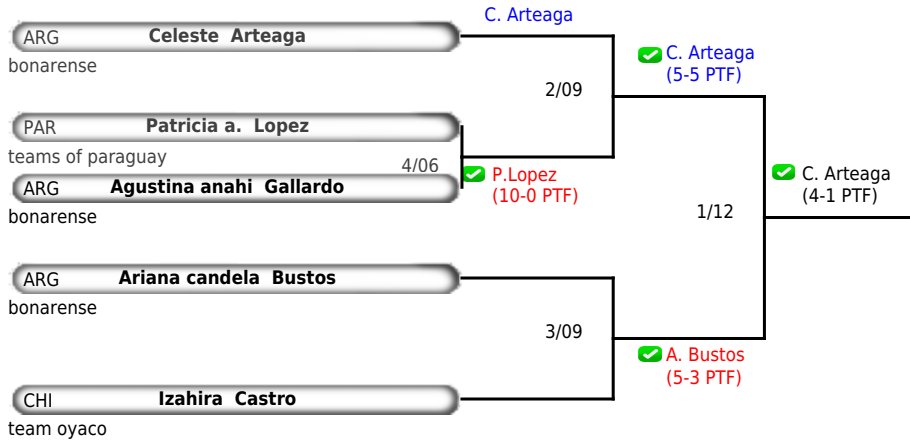 C. Arteaga
ARG Celeste Arteaga
bonarense
C. Arteaga
(5-5 PTF)
2/09
PAR Patricia a. Lopez
teams of paraguay
4/06
P.Lopez
(10-0 PTF)
ARG Agustina anahi Gallardo
bonarense
C. Arteaga
(4-1 PTF)
1/12
ARG Ariana candela Bustos
bonarense
3/09
A. Bustos
(5-3 PTF)
CHI Izahira Castro
team oyaco